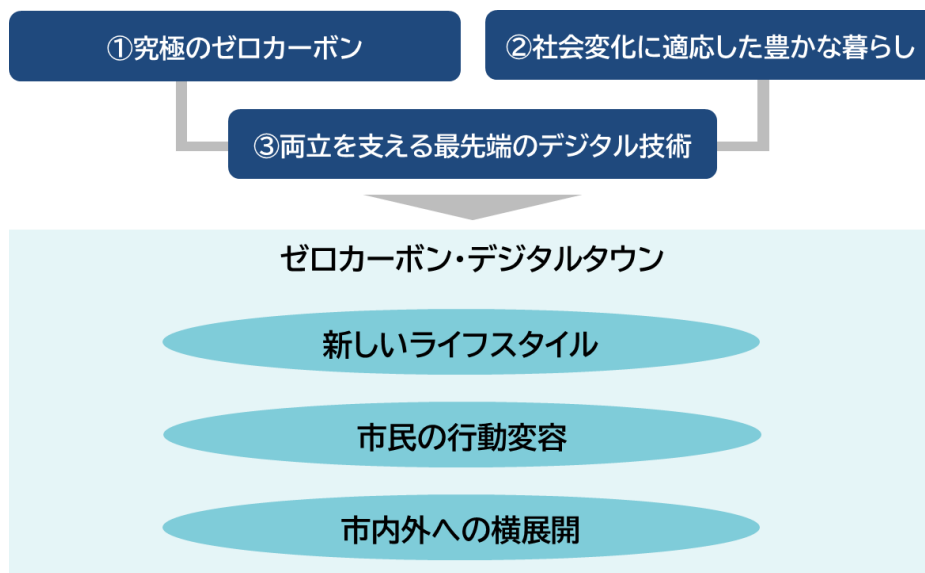 ①究極のゼロカーボン
②社会変化に適応した豊かな暮らし
③両立を支える最先端のデジタル技術
ゼロカーボン・デジタルタウン
新しいライフスタイル
市民の行動変容
市内外への横展開